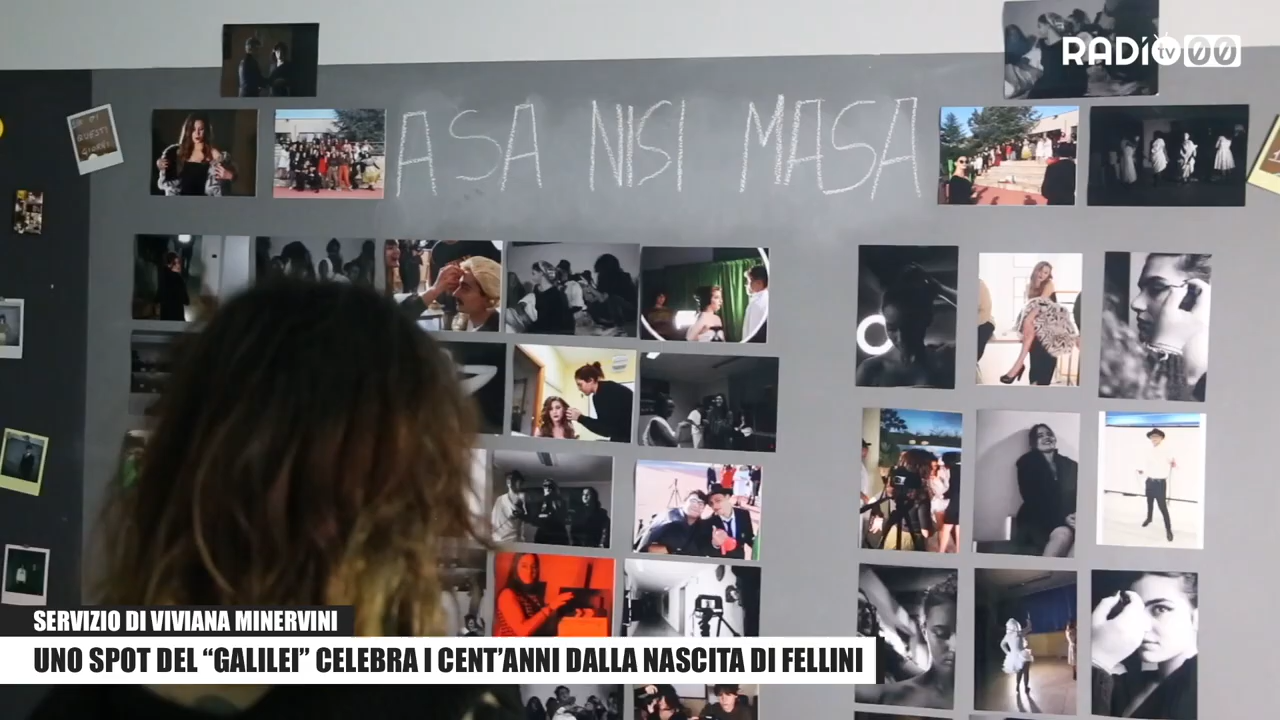 RADIO tv 00
ASA NISI MASA
SERVIZIO DI VIVIANA MINERVINI
UNO SPOT DEL “GALILEI” CELEBRA I CENT’ANNI DALLA NASCITA DI FELLINI